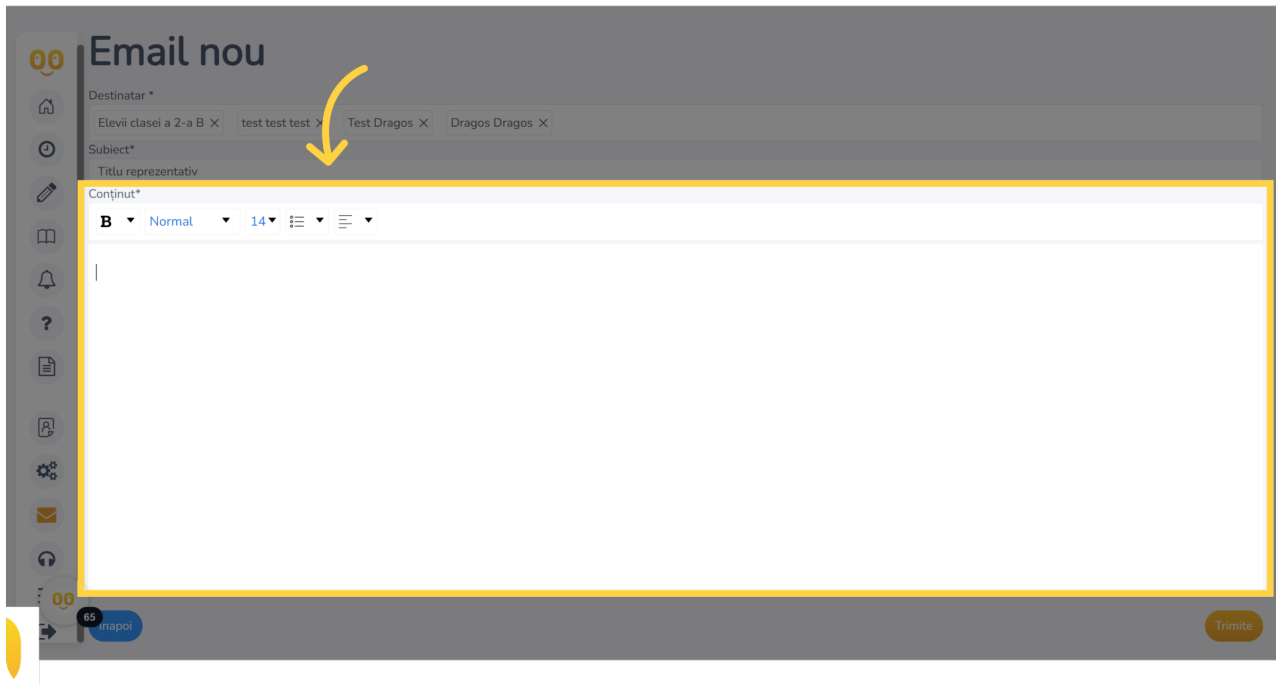 Email nou
Destinatar *
Elevii clasei a 2-a B test test test Test Dragos Dragos Dragos
Subiect*
Titlu reprezentativ
Conținut*
B Normal 14
?
65
Inapoi Trimite